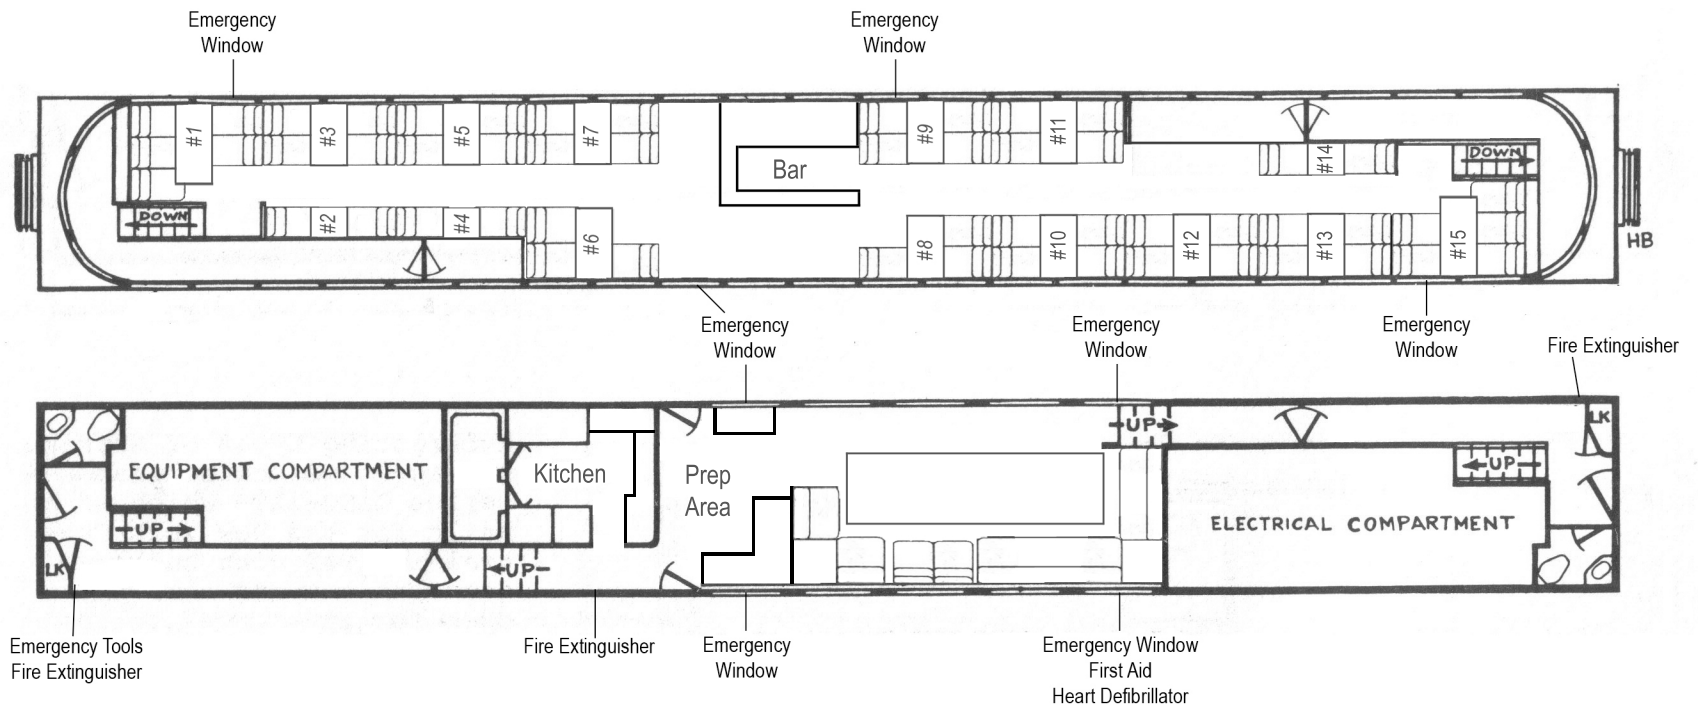 Emergency
Window
Emergency
Window
#1
#3
#5
#7
Bar
#9
#11
#14
DOWN
DOWN
#2
#4
#6
#8
#10
#12
#13
#15
HB
Emergency
Window
Emergency
Window
Emergency
Window
Fire Extinguisher
LK
UP
EQUIPMENT COMPARTMENT
Kitchen
Prep
Area
UP
UP
ELECTRICAL COMPARTMENT
LK
UP
Emergency Tools
Fire Extinguisher
Fire Extinguisher
Emergency
Window
Emergency Window
First Aid
Heart Defibrillator